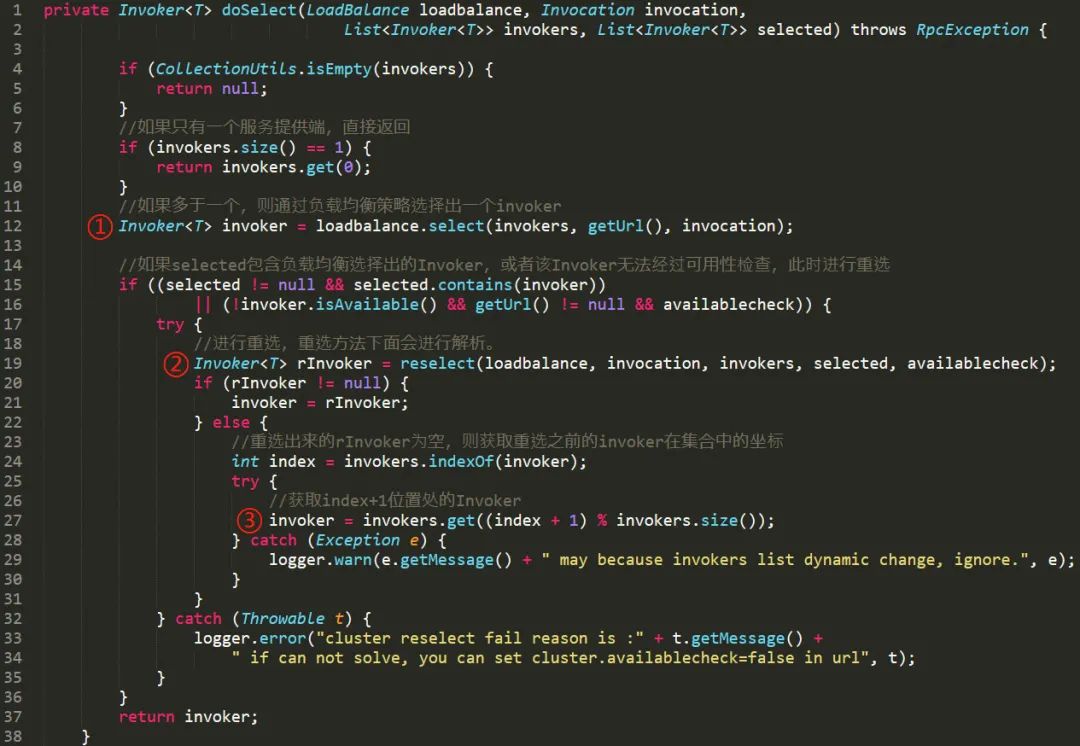 1 private Invoker<T> doSelect(LoadBalance loadbalance, Invocation invocation,
2 List<Invoker<T>> invokers, List<Invoker<T>> selected) throws RpcException {
3
4 if (CollectionUtils.isEmpty(invokers)) {
5 return null;
6 }
7 //如果只有一个服务提供端，直接返回
8 if (invokers.size() == 1) {
9 return invokers.get(0);
10 }
11 //如果多于一个，则通过负载均衡策略选择出一个invoker
12 ① Invoker<T> invoker = loadbalance.select(invokers, getUrl(), invocation);
13
14 //如果selected包含负载均衡选择出的Invoker，或者该Invoker无法经过可用性检查，此时进行重选
15 if ((selected != null && selected.contains(invoker))
16 || (!invoker.isAvailable() && getUrl() != null && availablecheck)) {
17 try {
18 //进行重选，重选方法下面会进行解析。
19 ② Invoker<T> rInvoker = reselect(loadbalance, invocation, invokers, selected, availablecheck);
20 if (rInvoker != null) {
21 invoker = rInvoker;
22 } else {
23 //重选出来的rInvoker为空，则获取重选之前的invoker在集合中的坐标
24 int index = invokers.indexOf(invoker);
25 try {
26 //获取index+1位置处的Invoker
27 ③ invoker = invokers.get((index + 1) % invokers.size());
28 } catch (Exception e) {
29 logger.warn(e.getMessage() + " may because invokers list dynamic change, ignore.", e);
30 }
31 }
32 } catch (Throwable t) {
33 logger.error("cluster reselect fail reason is :" + t.getMessage() +
34 " if can not solve, you can set cluster.availablecheck=false in url", t);
35 }
36 }
37 return invoker;
38 }